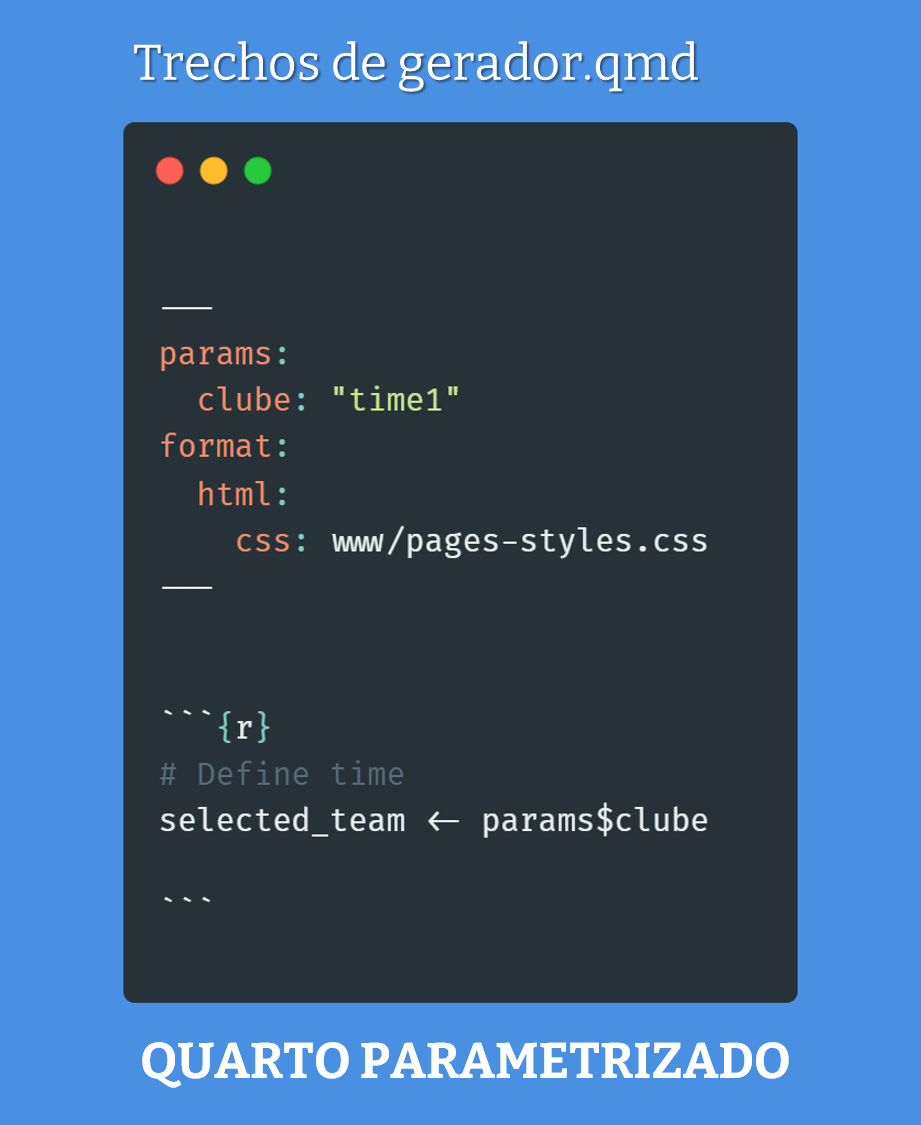 Trechos de gerador.qmd
---
params:
  clube: "time1"
format:
  html:
    css: www/pages-styles.css
---
```{r}
# Define time
selected_team <- params$clube
```
QUARTO PARAMETRIZADO